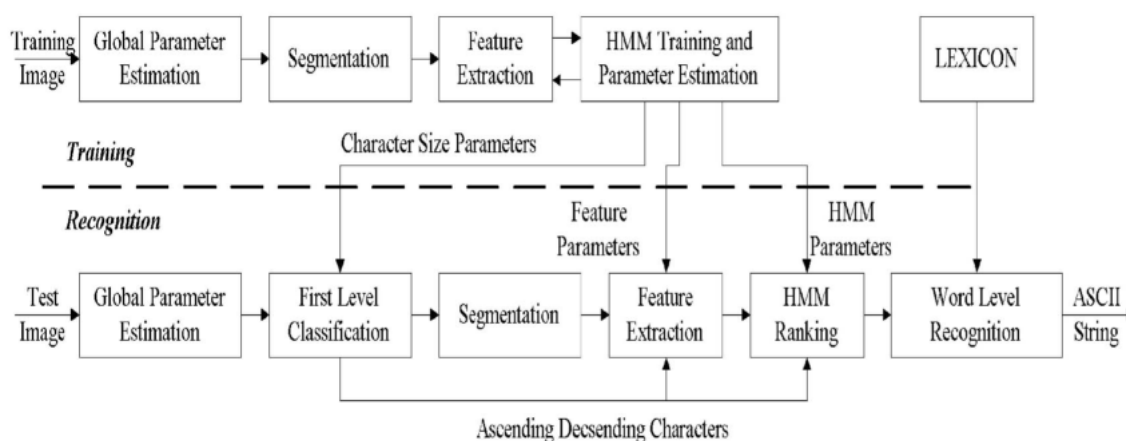 Training
Image
Global Parameter
Estimation
Segmentation
Feature
Extraction
HMM Training and
Parameter Estimation
LEXICON
Character Size Parameters
Training
Recognition
Feature
Parameters
HMM
Parameters
Test
Image
Global Parameter
Estimation
First Level
Classification
Segmentation
Feature
Extraction
HMM
Ranking
Word Level
Recognition
ASCII
String
Ascending Decsending Characters